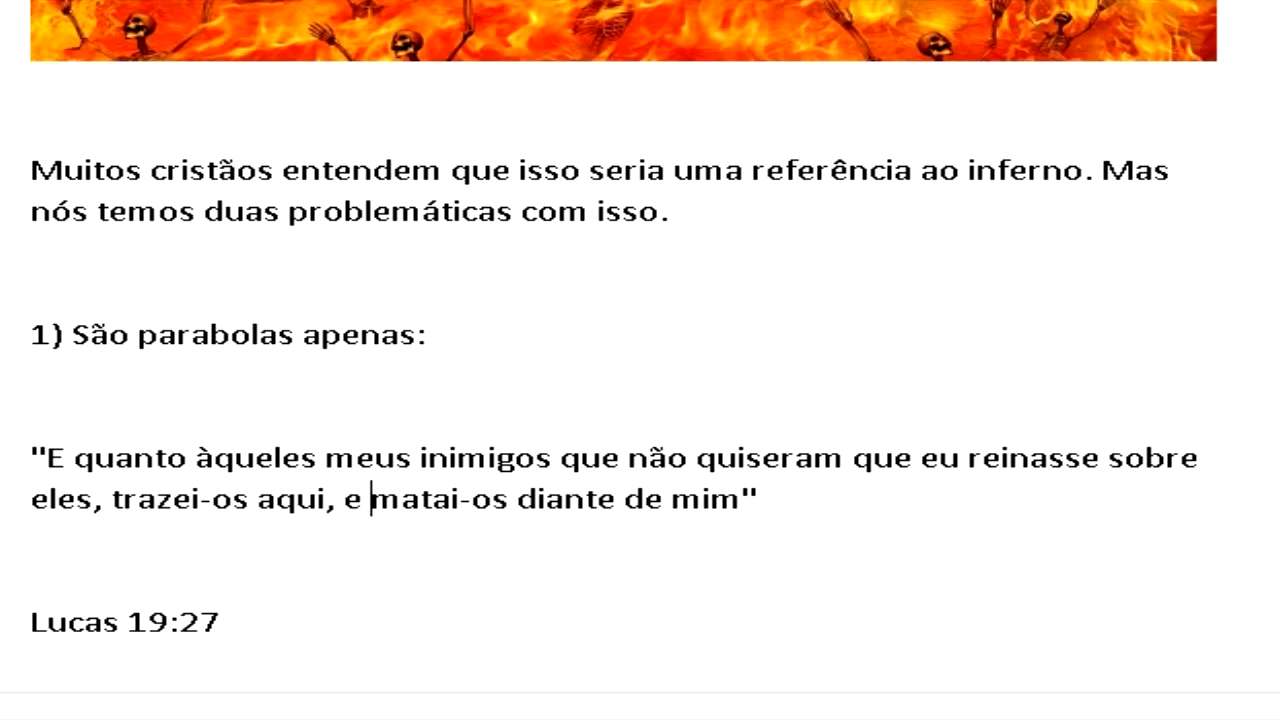 Muitos cristãos entendem que isso seria uma referência ao inferno. Mas
nós temos duas problemáticas com isso.
1) São parabolas apenas:
"E quanto àqueles meus inimigos que não quiseram que eu reinasse sobre
eles, trazei-os aqui, e matai-os diante de mim"
Lucas 19:27